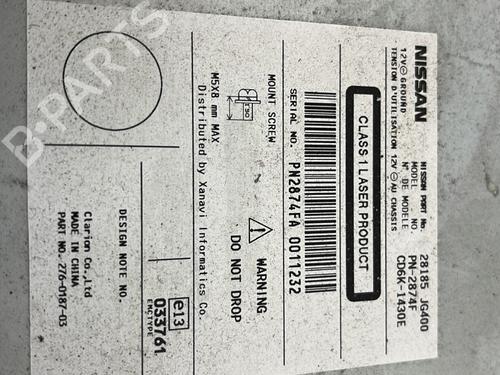 NISSAN
NISSAN PART No. 28185 JG400
MODEL NO PN-2874F
N° DE MODELE CD6K-1430E
12V⊖GROUND
TENSION D'UTILISATION 12V ⊖AU CHASSIS
CLASS 1 LASER PRODUCT
SERIAL NO. PN2874FA 0011232
MOUNT SCREW
M5X8 mm MAX
WARNING
DO NOT DROP
Distributed by Xanavi Informatics Co.
DESIGN NOTE NO.
e13
033761
EMC TYPE
Clarion Co.,Ltd
MADE IN CHINA
PART NO. 276-0187-03
B-PARTS